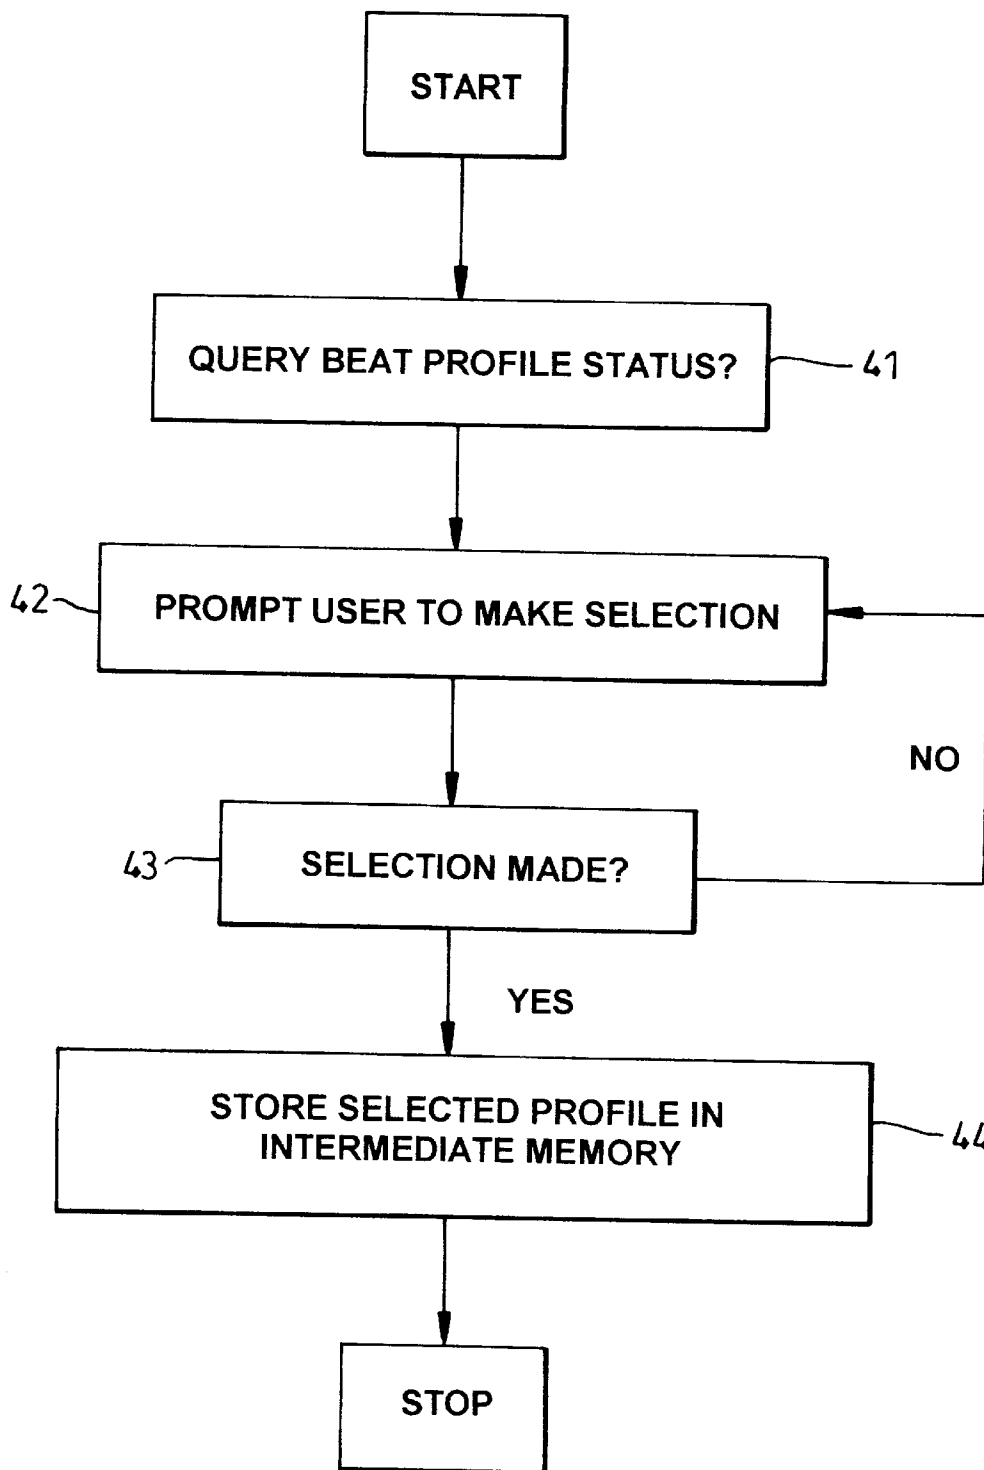 START
QUERY BEAT PROFILE STATUS?
41
42
PROMPT USER TO MAKE SELECTION
NO
43
SELECTION MADE?
YES
STORE SELECTED PROFILE IN
INTERMEDIATE MEMORY
44
STOP